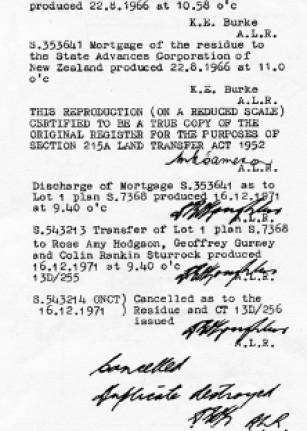 produced 22.8.1966 at 10.58 o'c
K.E. Burke
A.L.R.
S.353641 Mortgage of the residue to
the State Advances Corporation of
New Zealand produced 22.8.1966 at 11.0
o'c
K.E. Burke
A.L.R.
THIS REPRODUCTION (ON A REDUCED SCALE)
CERTIFIED TO BE A TRUE COPY OF THE
ORIGINAL REGISTER FOR THE PURPOSES OF
SECTION 215A LAND TRANSFER ACT 1952
A.L.R.
Discharge of Mortgage S.353641 as to
Lot 1 plan S.7368 produced 16.12.1971
at 9.40 o'c
A.L.R.
S.543213 Transfer of Lot 1 plan S.7368
to Rose Amy Hodgson, Geoffrey Gurney
and Colin Rankin Sturrock produced
16.12.1971 at 9.40 o'c
13D/255
A.L.R.
S.543214 ONCT) Cancelled as to the
16.12.1971 ) Residue and CT 13D/256
issued
A.L.R.
Cancelled
Duplicate destroyed
A.L.R.